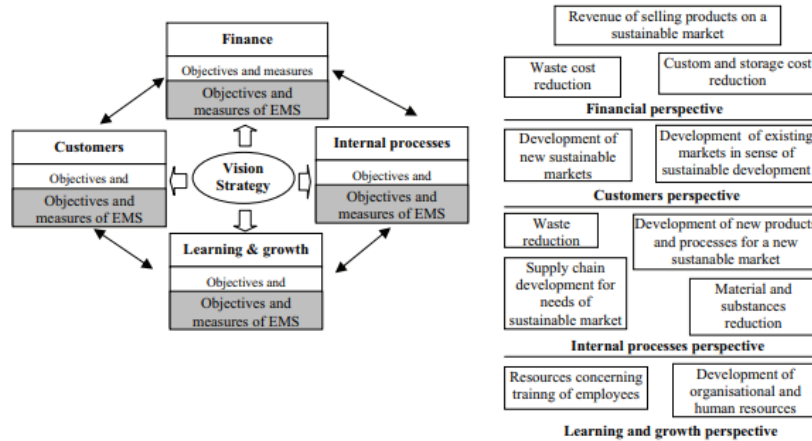 Finance
Objectives and measures
Objectives and
measures of EMS
Customers
Objectives and
Objectives and
measures of EMS
Vision
Strategy
Internal processes
Objectives and
Objectives and
measures of EMS
Learning & growth
Objectives and
Objectives and
measures of EMS
Revenue of selling products on a
sustainable market
Waste cost
reduction
Custom and storage cost
reduction
Financial perspective
Development of
new sustainable
markets
Development of existing
markets in sense of
sustainable development
Customers perspective
Waste
reduction
Development of new products
and processes for a new
sustanable market
Supply chain
development for
needs of
sustainable market
Material and
substances
reduction
Internal processes perspective
Resources concerning
trainng of employees
Development of
organisational and
human resources
Learning and growth perspective